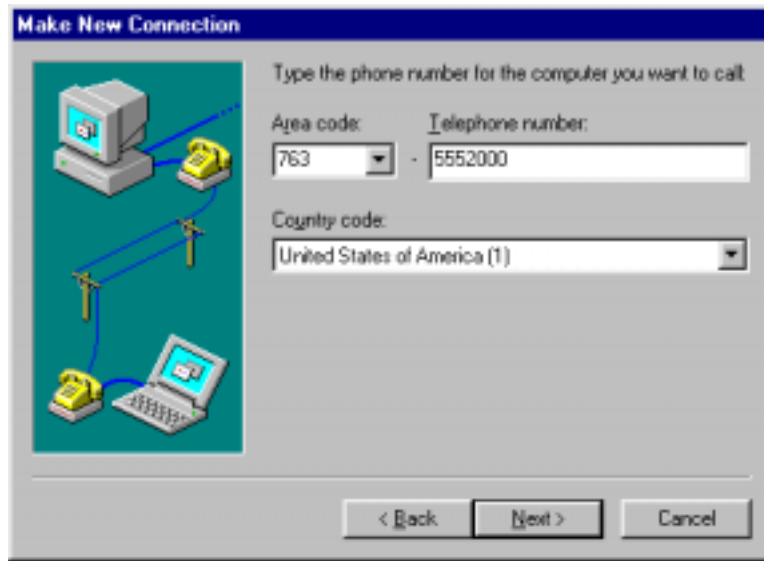 Make New Connection
Type the phone number for the computer you want to call:
Area code: Telephone number:
763 - 5552000
Country code:
United States of America (1)
< Back Next > Cancel